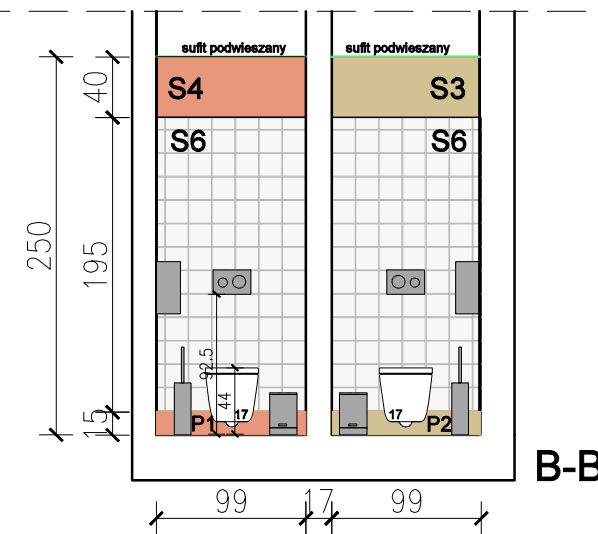 sufit podwieszany sufit podwieszany
40 S4 S3
S6 S6
250 195
92.5
44
15 P1 17 17 P2
B-B
99 17 99